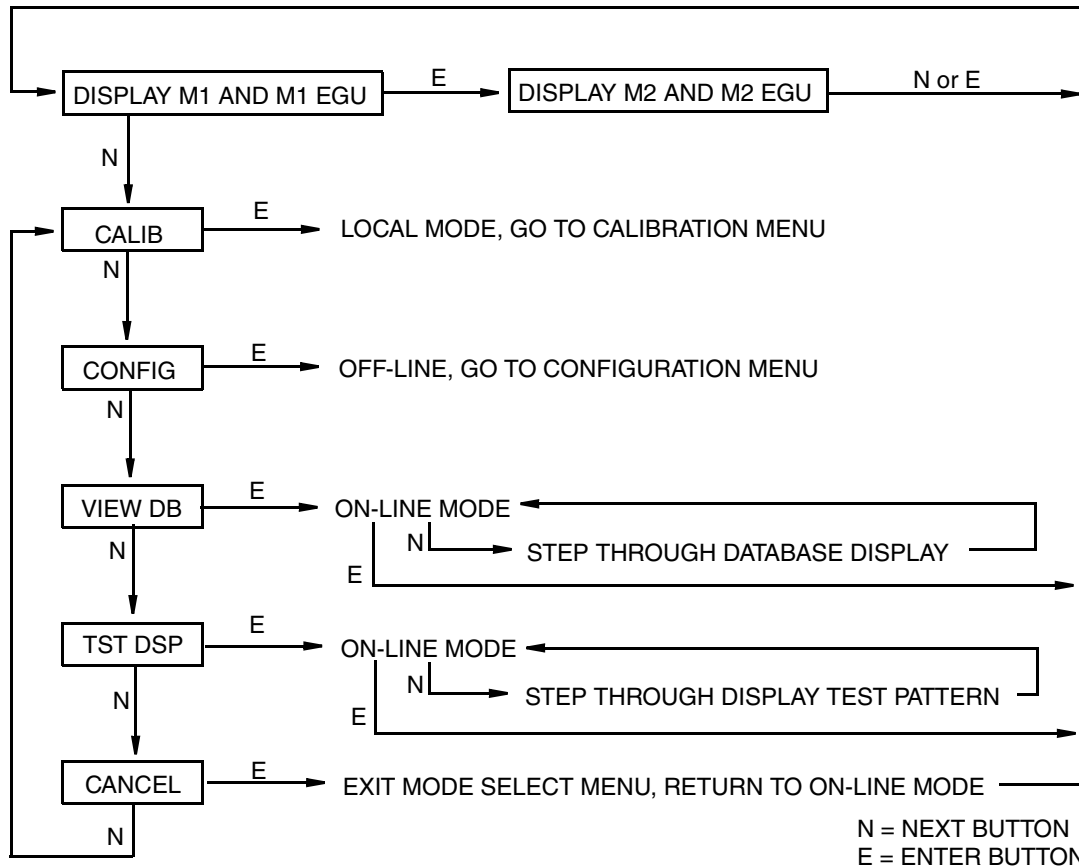 DISPLAY M1 AND M1 EGU
E
DISPLAY M2 AND M2 EGU
N or E
N
CALIB
E
LOCAL MODE, GO TO CALIBRATION MENU
N
CONFIG
E
OFF-LINE, GO TO CONFIGURATION MENU
N
VIEW DB
E
ON-LINE MODE
N
STEP THROUGH DATABASE DISPLAY
E
N
TST DSP
E
ON-LINE MODE
N
STEP THROUGH DISPLAY TEST PATTERN
E
N
CANCEL
E
EXIT MODE SELECT MENU, RETURN TO ON-LINE MODE
N
N = NEXT BUTTON
E = ENTER BUTTON